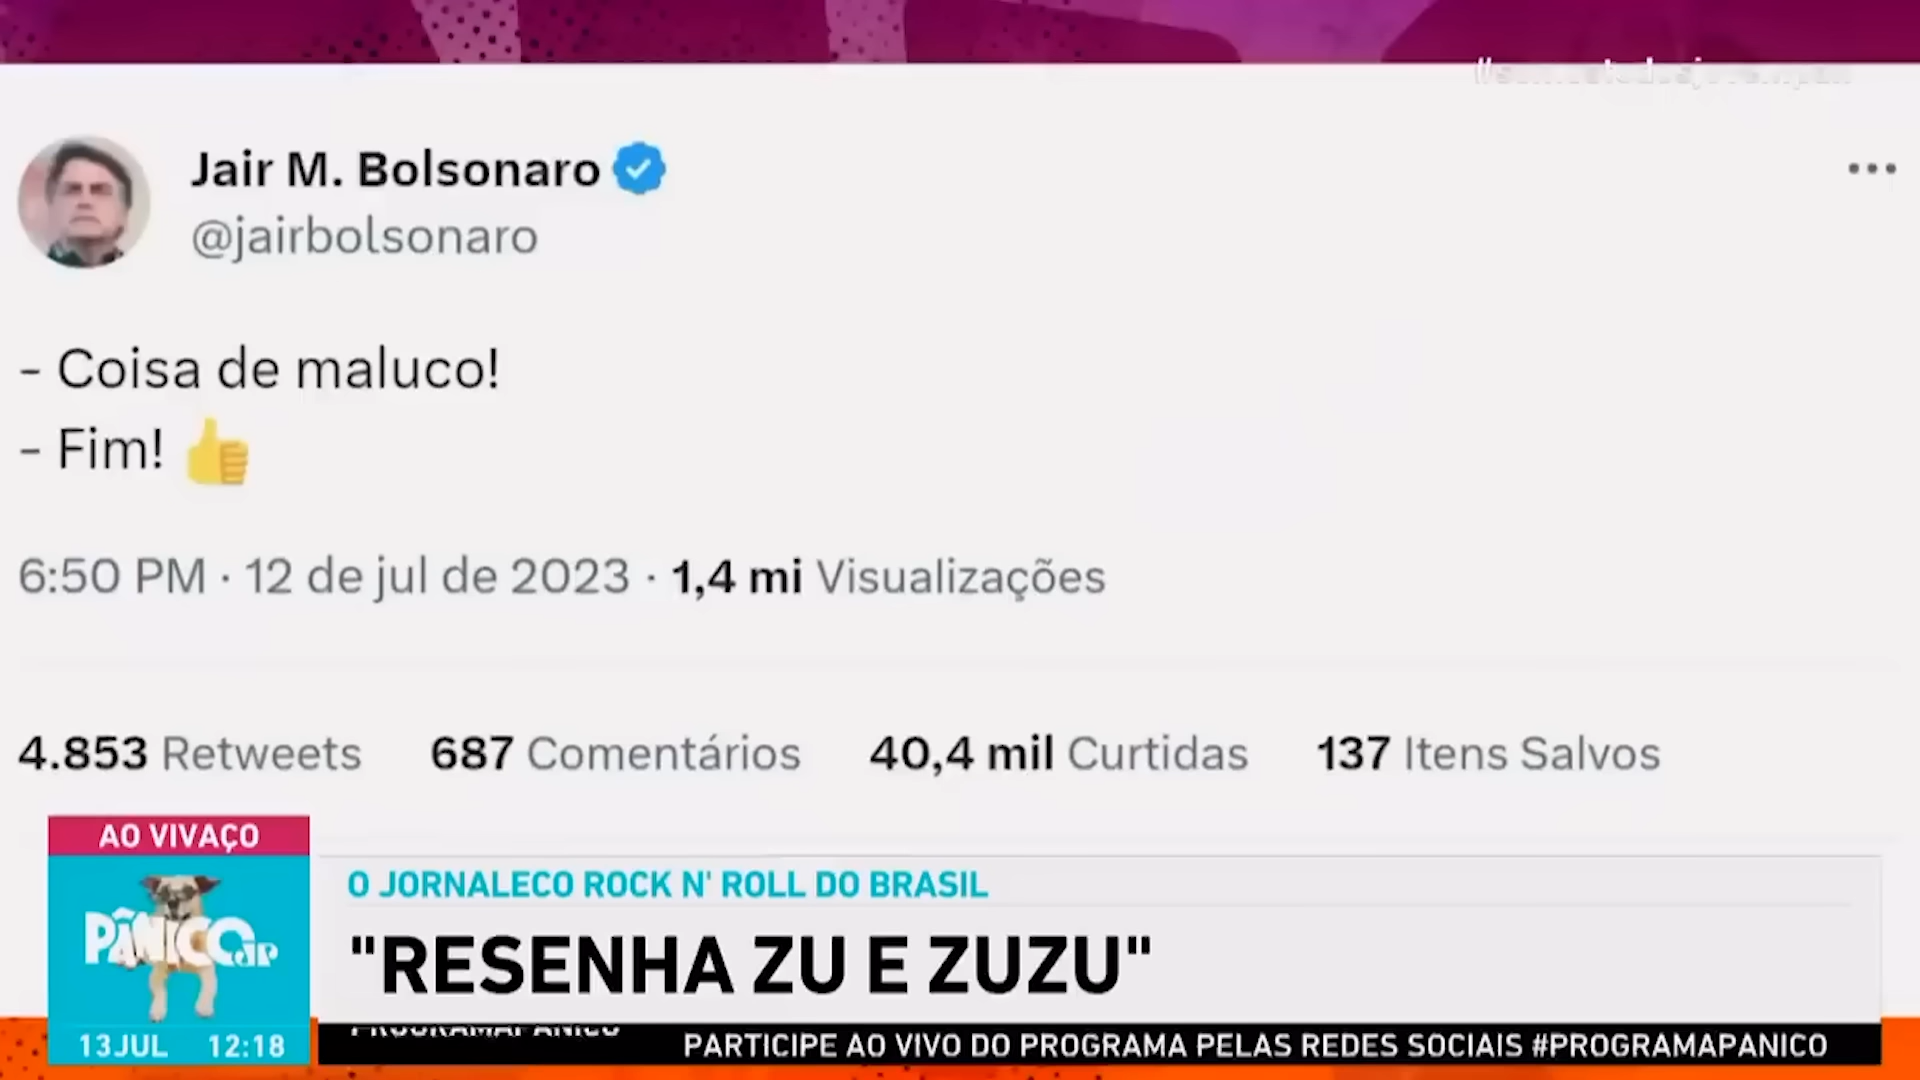 Jair M. Bolsonaro
@jairbolsonaro
- Coisa de maluco!
- Fim! 👍
6:50 PM · 12 de jul de 2023 · 1,4 mi Visualizações
4.853 Retweets 687 Comentários 40,4 mil Curtidas 137 Itens Salvos
AO VIVAÇO
PÂNICO JP
13JUL 12:18
O JORNALECO ROCK N' ROLL DO BRASIL
"RESENHA ZU E ZUZU"
PARTICIPE AO VIVO DO PROGRAMA PELAS REDES SOCIAIS #PROGRAMAPANICO